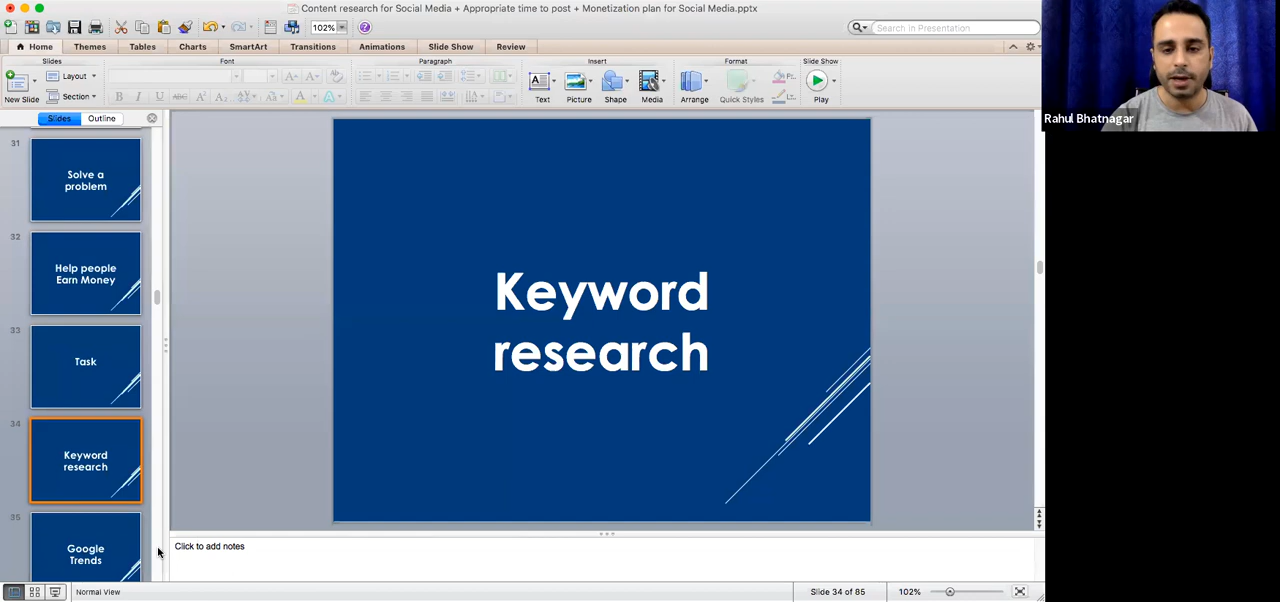 Content research for Social Media + Appropriate time to post + Monetization plan for Social Media.pptx
102%
Search in Presentation
Home
Themes
Tables
Charts
SmartArt
Transitions
Animations
Slide Show
Review
Slides
Font
Paragraph
Insert
Format
Slide Show
New Slide
Layout
Section
B I U ABC
Text
Picture
Shape
Media
Arrange
Quick Styles
Play
Slides
Outline
31
Solve a
problem
32
Help people
Earn Money
33
Task
34
Keyword
research
35
Google
Trends
Keyword
research
Click to add notes
Normal View
Slide 34 of 85
102%
Rahul Bhatnagar